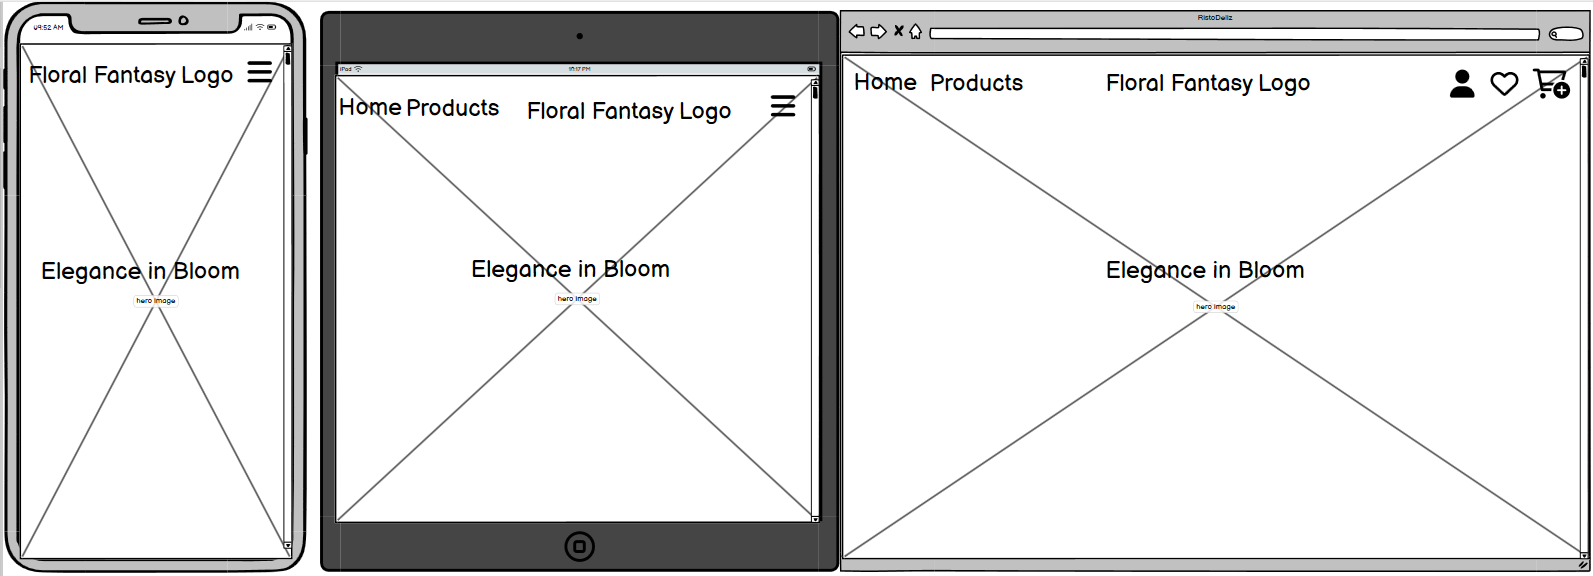 09:52 AM
Floral Fantasy Logo
Elegance in Bloom
hero image
iPad
10:17 PM
Home Products
Floral Fantasy Logo
Elegance in Bloom
hero image
RistoDeliz
Home Products
Floral Fantasy Logo
Elegance in Bloom
hero image